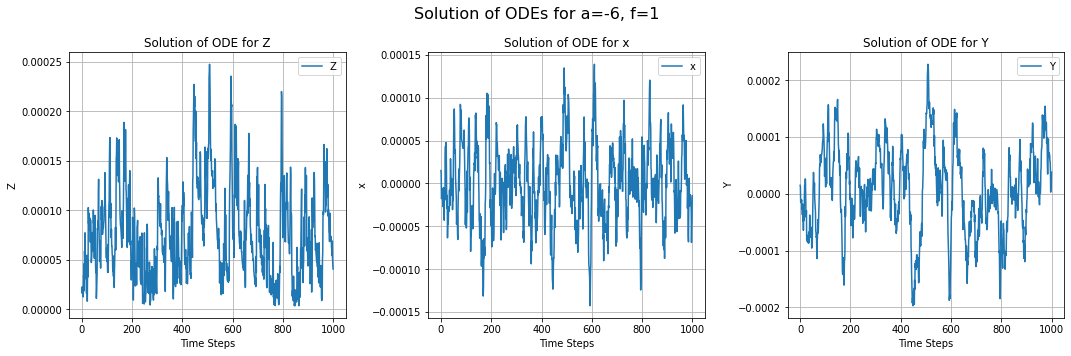 Solution of ODEs for a=-6, f=1
Solution of ODE for Z
Z
0.00025
0.00020
0.00015
0.00010
0.00005
0.00000
Z
0 200 400 600 800 1000
Time Steps
Solution of ODE for x
x
0.00015
0.00010
0.00005
0.00000
−0.00005
−0.00010
−0.00015
x
0 200 400 600 800 1000
Time Steps
Solution of ODE for Y
Y
0.0002
0.0001
0.0000
−0.0001
−0.0002
Y
0 200 400 600 800 1000
Time Steps